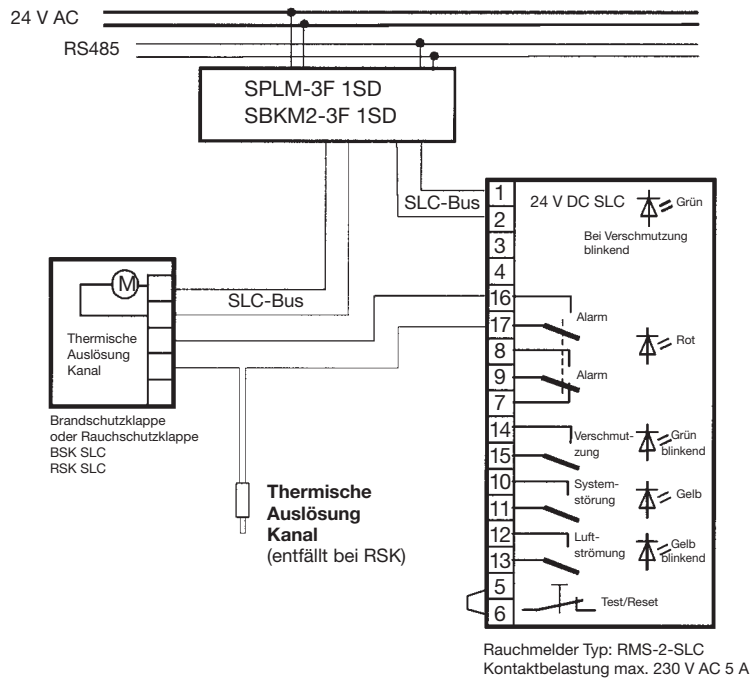 24 V AC
RS485
SPLM-3F 1SD
SBKM2-3F 1SD
SLC-Bus
1
2
3
4
16
17
8
9
7
14
15
10
11
12
13
5
6
24 V DC SLC
Grün
Bei Verschmutzung
blinkend
Alarm
Rot
Alarm
Verschmut-
zung
Grün
blinkend
System-
störung
Gelb
Luft-
strömung
Gelb
blinkend
Test/Reset
M
SLC-Bus
Thermische
Auslösung
Kanal
Brandschutzklappe
oder Rauchschutzklappe
BSK SLC
RSK SLC
Thermische
Auslösung
Kanal
(entfällt bei RSK)
Rauchmelder Typ: RMS-2-SLC
Kontaktbelastung max. 230 V AC 5 A